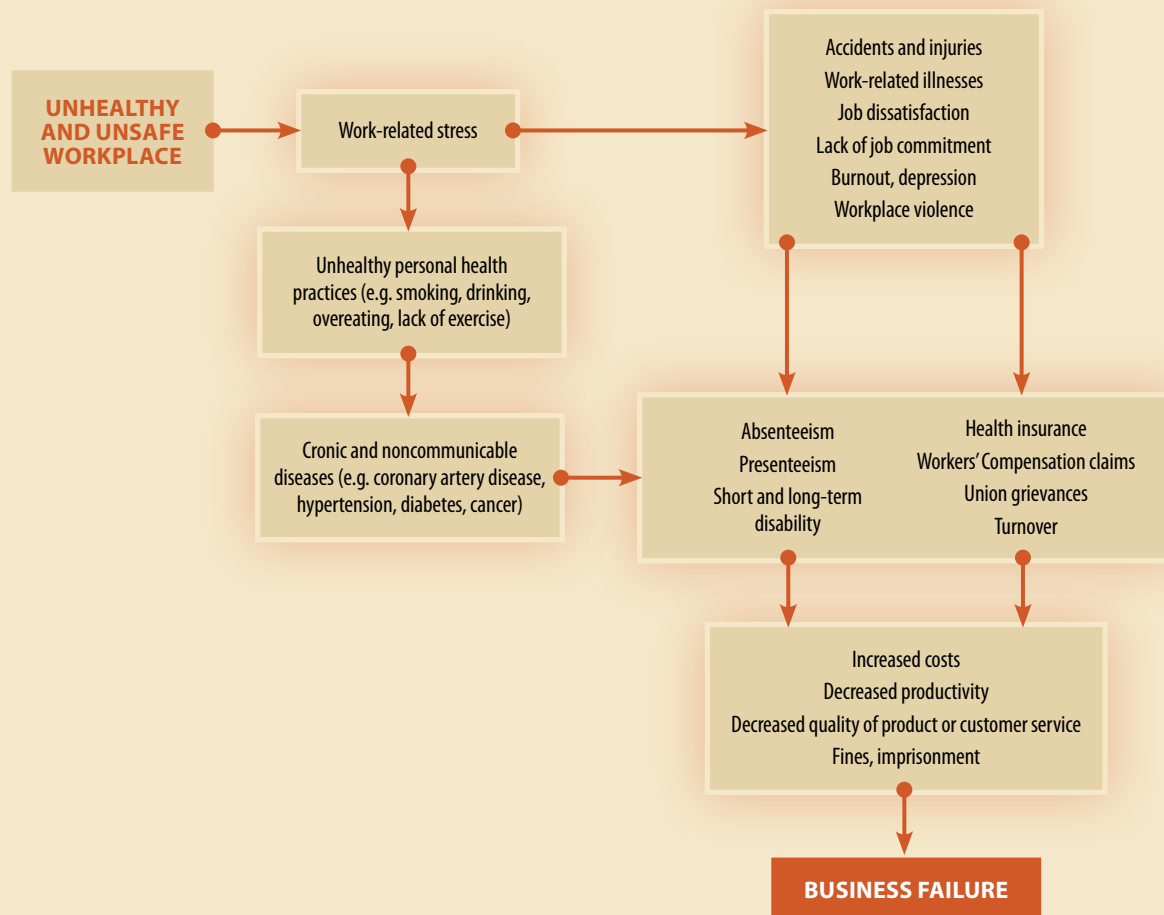 UNHEALTHY
AND UNSAFE
WORKPLACE
Work-related stress
Accidents and injuries
Work-related illnesses
Job dissatisfaction
Lack of job commitment
Burnout, depression
Workplace violence
Unhealthy personal health
practices (e.g. smoking, drinking,
overeating, lack of exercise)
Cronic and noncommunicable
diseases (e.g. coronary artery disease,
hypertension, diabetes, cancer)
Absenteeism
Presenteeism
Short and long-term
disability
Health insurance
Workers’ Compensation claims
Union grievances
Turnover
Increased costs
Decreased productivity
Decreased quality of product or customer service
Fines, imprisonment
BUSINESS FAILURE